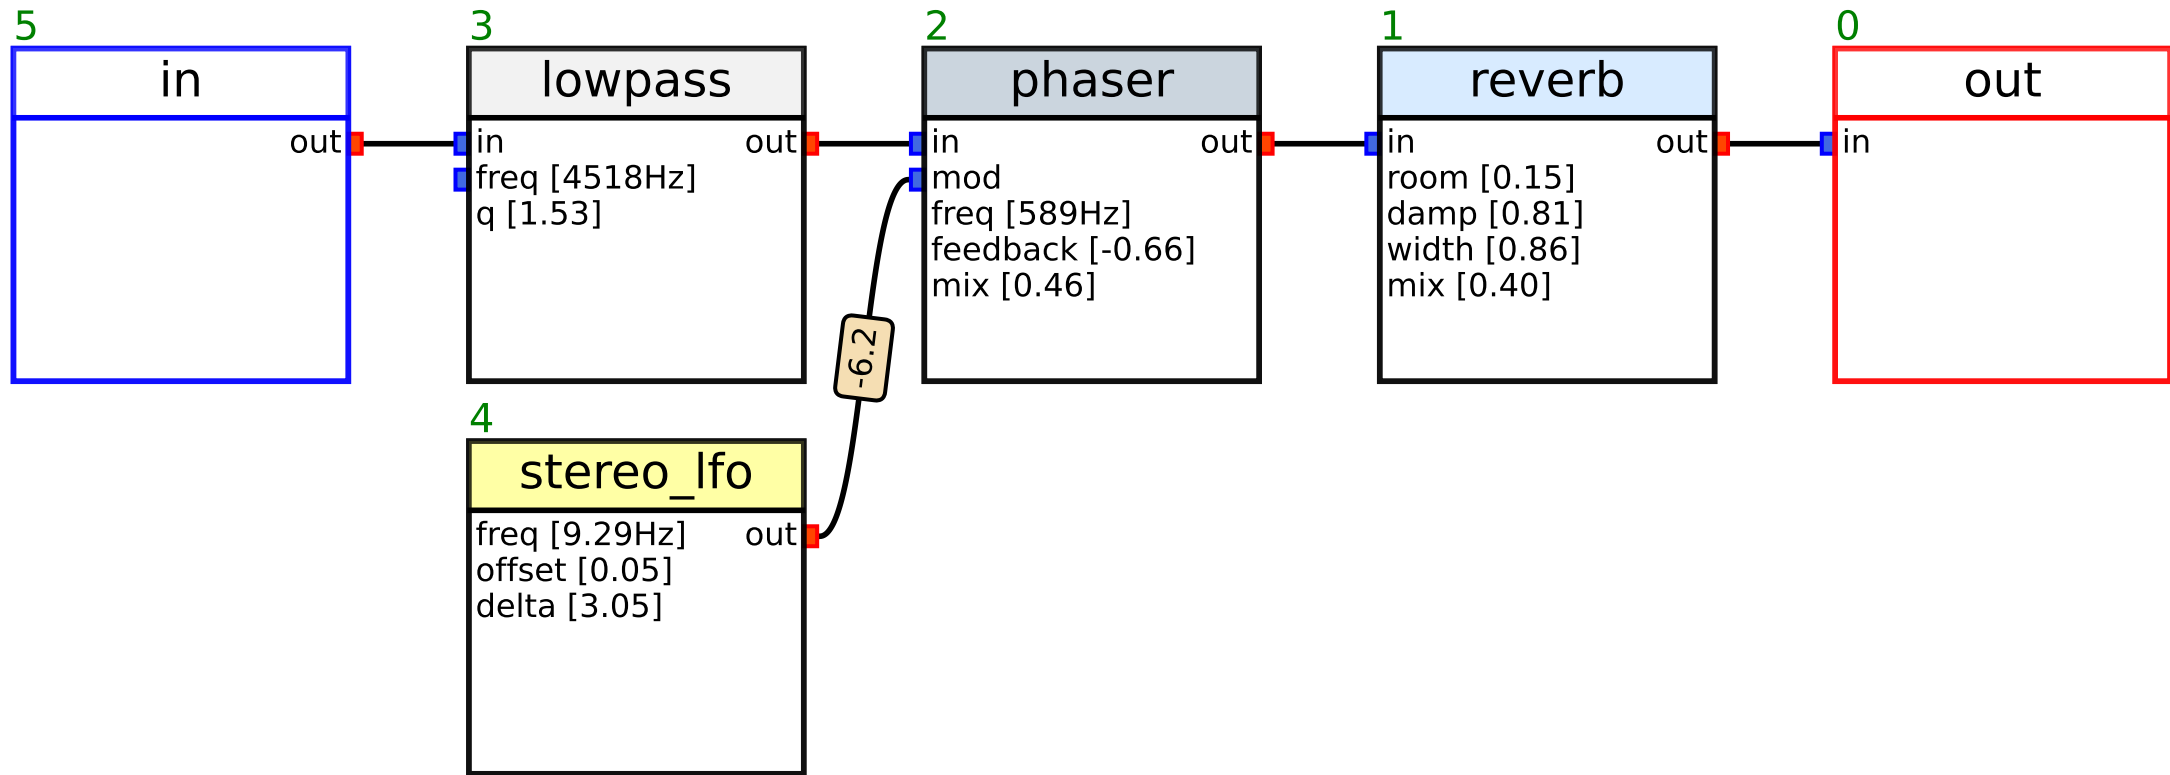 5
in
out
3
lowpass
in
out
freq [4518Hz]
q [1.53]
2
phaser
in
out
mod
freq [589Hz]
feedback [-0.66]
mix [0.46]
1
reverb
in
out
room [0.15]
damp [0.81]
width [0.86]
mix [0.40]
0
out
in
-6.2
4
stereo_lfo
freq [9.29Hz]
out
offset [0.05]
delta [3.05]